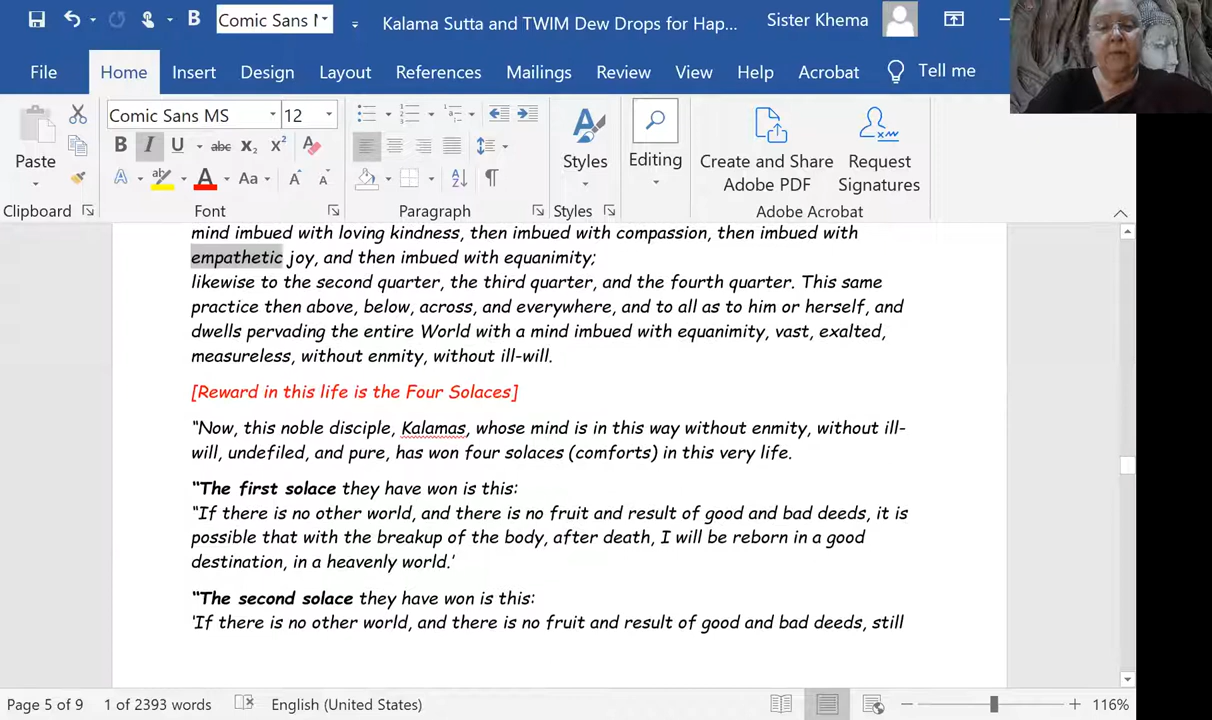 Comic Sans M
Kalama Sutta and TWIM Dew Drops for Hap...
Sister Khema
File Home Insert Design Layout References Mailings Review View Help Acrobat Tell me
Comic Sans MS 12
Paste
Styles
Editing
Create and Share
Adobe PDF
Request
Signatures
Clipboard Font Paragraph Styles Adobe Acrobat
mind imbued with loving kindness, then imbued with compassion, then imbued with
empathetic joy, and then imbued with equanimity;
likewise to the second quarter, the third quarter, and the fourth quarter. This same
practice then above, below, across, and everywhere, and to all as to him or herself, and
dwells pervading the entire World with a mind imbued with equanimity, vast, exalted,
measureless, without enmity, without ill-will.
[Reward in this life is the Four Solaces]
"Now, this noble disciple, Kalamas, whose mind is in this way without enmity, without ill-
will, undefiled, and pure, has won four solaces (comforts) in this very life.
"The first solace they have won is this:
"If there is no other world, and there is no fruit and result of good and bad deeds, it is
possible that with the breakup of the body, after death, I will be reborn in a good
destination, in a heavenly world.'
"The second solace they have won is this:
'If there is no other world, and there is no fruit and result of good and bad deeds, still
Page 5 of 9 1 of 2393 words English (United States) 116%